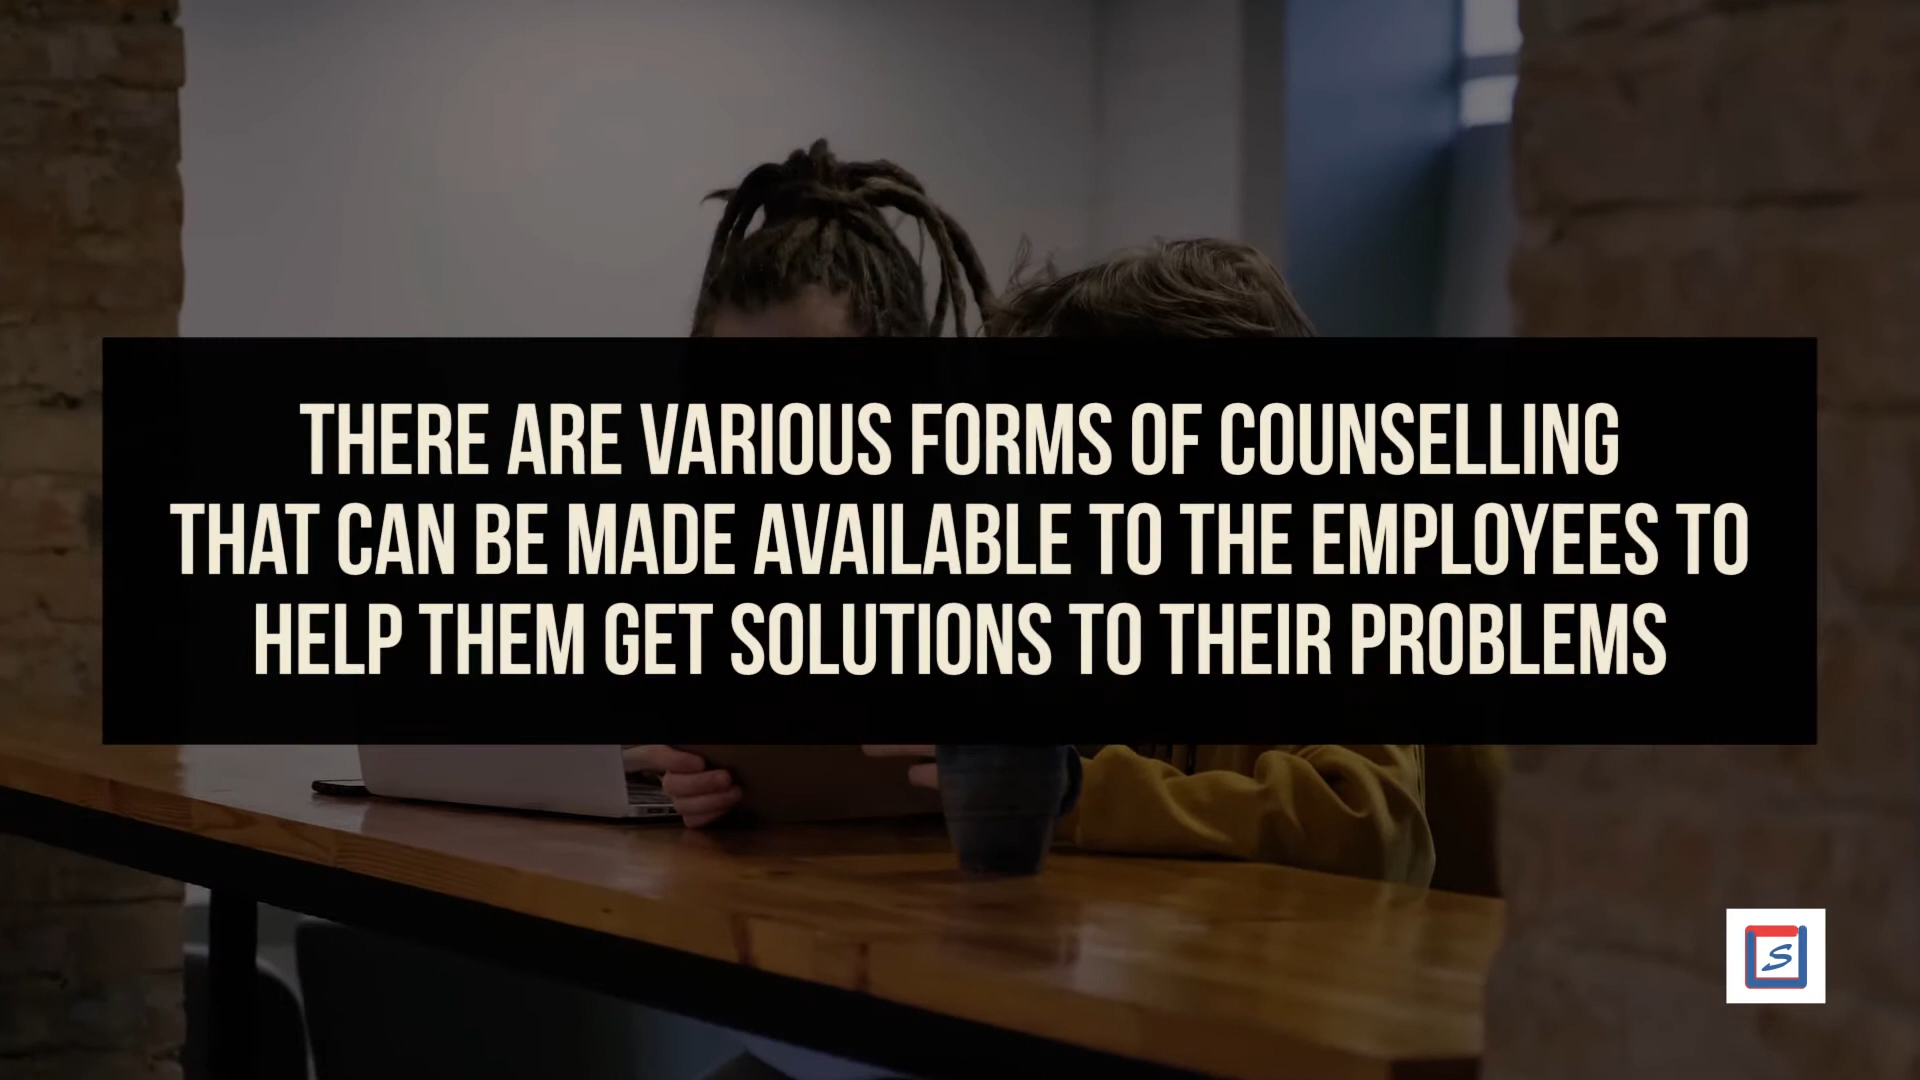 THERE ARE VARIOUS FORMS OF COUNSELLING
THAT CAN BE MADE AVAILABLE TO THE EMPLOYEES TO
HELP THEM GET SOLUTIONS TO THEIR PROBLEMS
S